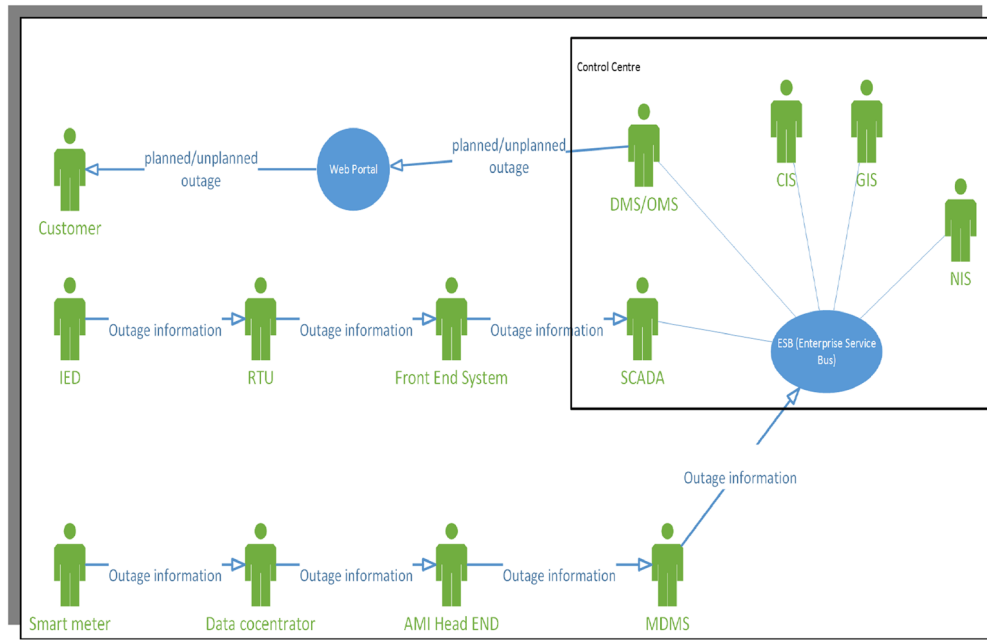 Control Centre
planned/unplanned
outage
Web Portal
planned/unplanned
outage
Customer
DMS/OMS
CIS
GIS
NIS
IED
Outage information
RTU
Outage information
Front End System
Outage information
SCADA
ESB (Enterprise Service
Bus)
Outage information
Smart meter
Outage information
Data cocentrator
Outage information
AMI Head END
Outage information
MDMS